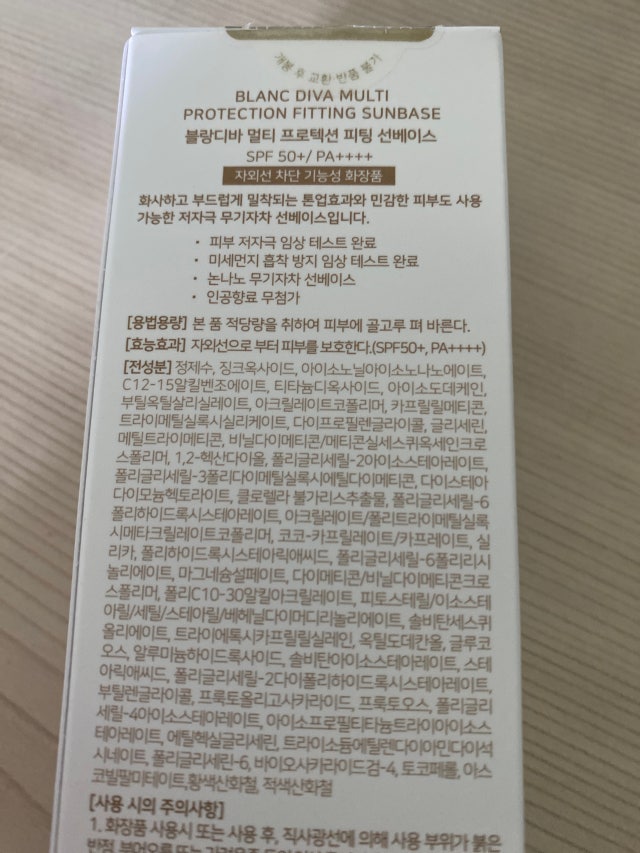 개봉 후 교환 반품 불가
BLANC DIVA MULTI
PROTECTION FITTING SUNBASE
블랑디바 멀티 프로텍션 피팅 선베이스
SPF 50+/ PA++++
자외선 차단 기능성 화장품
화사하고 부드럽게 밀착되는 톤업효과와 민감한 피부도 사용
가능한 저자극 무기자차 선베이스입니다.
• 피부 저자극 임상 테스트 완료
• 미세먼지 흡착 방지 임상 테스트 완료
• 논나노 무기자차 선베이스
• 인공향료 무첨가
[용법용량] 본 품 적당량을 취하여 피부에 골고루 펴 바른다.
[효능효과] 자외선으로 부터 피부를 보호한다.(SPF50+, PA++++)
[전성분] 정제수, 징크옥사이드, 아이소노닐아이소노나노에이트,
C12-15알킬벤조에이트, 티타늄디옥사이드, 아이소도데케인,
부틸옥틸살리실레이트, 아크릴레이트코폴리머, 카프릴릴메티콘,
트라이메틸실록시실리케이트, 다이프로필렌글라이콜, 글리세린,
메틸트라이메티콘, 비닐다이메티콘/메티콘실세스퀴옥세인크로
스폴리머, 1,2-헥산다이올, 폴리글리세릴-2아이소스테아레이트,
폴리글리세릴-3폴리다이메틸실록시에틸다이메티콘, 다이스테아
다이모늄헥토라이트, 클로렐라 불가리스추출물, 폴리글리세릴-6
폴리하이드록시스테아레이트, 아크릴레이트/폴리트라이메틸실록
시메타크릴레이트코폴리머, 코코-카프릴레이트/카프레이트, 실
리카, 폴리하이드록시스테아릭애씨드, 폴리글리세릴-6폴리리시
놀리에이트, 마그네슘설페이트, 다이메티콘/비닐다이메티콘크로
스폴리머, 폴리C10-30알킬아크릴레이트, 피토스테릴/이소스테
아릴/세틸/스테아릴/베헤닐다이머디리놀리에이트, 솔비탄세스퀴
올리에이트, 트라이에톡시카프릴릴실레인, 옥틸도데칸올, 글루코
오스, 알루미늄하이드록사이드, 솔비탄아이소스테아레이트, 스테
아릭애씨드, 폴리글리세릴-2다이폴리하이드록시스테아레이트,
부틸렌글라이콜, 프룩토올리고사카라이드, 프룩토오스, 폴리글리
세릴-4아이소스테아레이트, 아이소프로필티타늄트라이아이소스
테아레이트, 에틸헥실글리세린, 트라이소듐에틸렌다이아민다이석
시네이트, 폴리글리세린-6, 바이오사카라이드검-4, 토코페롤, 아스
코빌팔미테이트,황색산화철, 적색산화철
[사용 시의 주의사항]
1. 화장품 사용시 또는 사용 후, 직사광선에 의해 사용 부위가 붉은
반점, 부어오름 또는